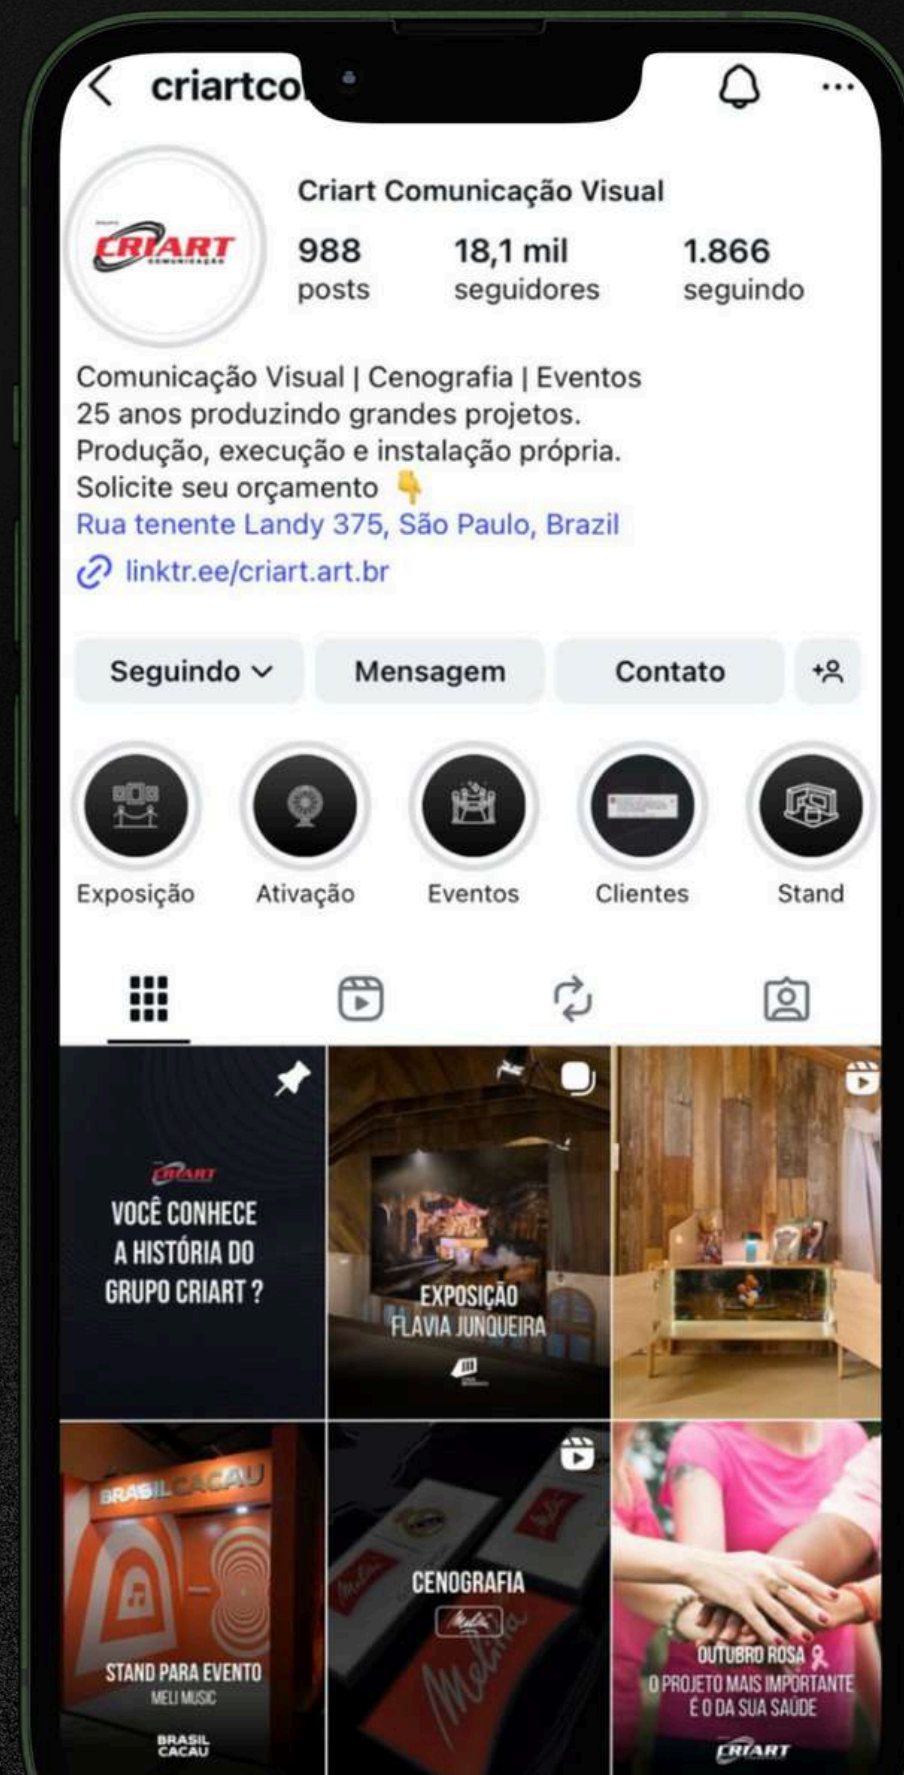 criartco
Criart Comunicação Visual
988
18,1 mil
1.866
posts
seguidores
seguindo
CRIART
COMUNICAÇÃO
Comunicação Visual | Cenografia | Eventos
25 anos produzindo grandes projetos.
Produção, execução e instalação própria.
Solicite seu orçamento 👇
Rua tenente Landy 375, São Paulo, Brazil
linktr.ee/criart.art.br
Seguindo
Mensagem
Contato
Exposição
Ativação
Eventos
Clientes
Stand
CRIART
VOCÊ CONHECE
A HISTÓRIA DO
GRUPO CRIART ?
EXPOSIÇÃO
FLAVIA JUNQUEIRA
BRASIL CACAU
STAND PARA EVENTO
MELI MUSIC
BRASIL
CACAU
CENOGRAFIA
Melitta
Melitta
Melitta
Melitta
OUTUBRO ROSA
O PROJETO MAIS IMPORTANTE
É O DA SUA SAÚDE
CRIART